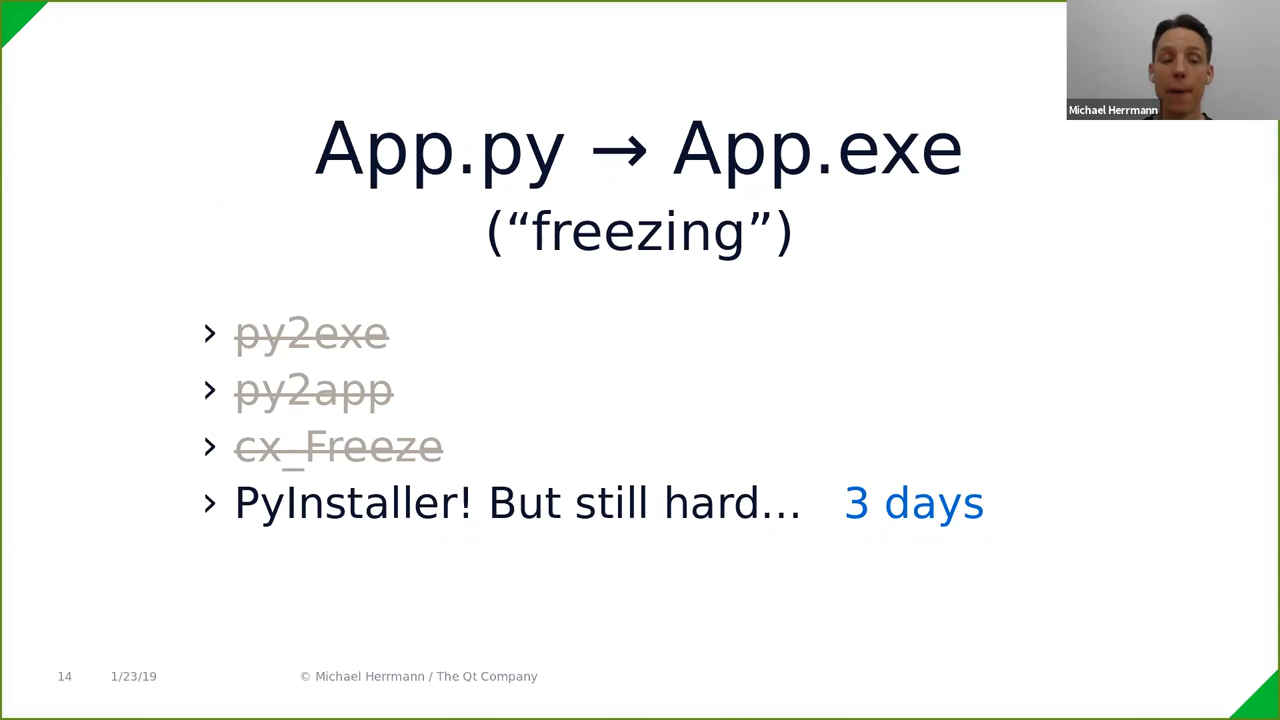 Michael Herrmann
App.py → App.exe
(“freezing”)
› py2exe
› py2app
› cx_Freeze
› PyInstaller! But still hard... 3 days
14 1/23/19 © Michael Herrmann / The Qt Company